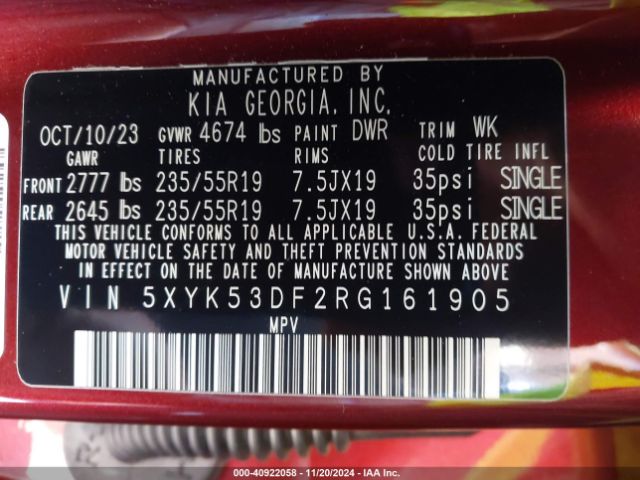 MANUFACTURED BY
KIA GEORGIA, INC.
OCT/10/23 GVWR 4674 lbs PAINT DWR TRIM WK
GAWR TIRES RIMS COLD TIRE INFL
FRONT 2777 lbs 235/55R19 7.5JX19 35psi SINGLE
REAR 2645 lbs 235/55R19 7.5JX19 35psi SINGLE
THIS VEHICLE CONFORMS TO ALL APPLICABLE U.S.A. FEDERAL
MOTOR VEHICLE SAFETY AND THEFT PREVENTION STANDARDS
IN EFFECT ON THE DATE OF MANUFACTURE SHOWN ABOVE
VIN 5XYK53DF2RG161905
MPV
000-40922058 - 11/20/2024 - IAA Inc.